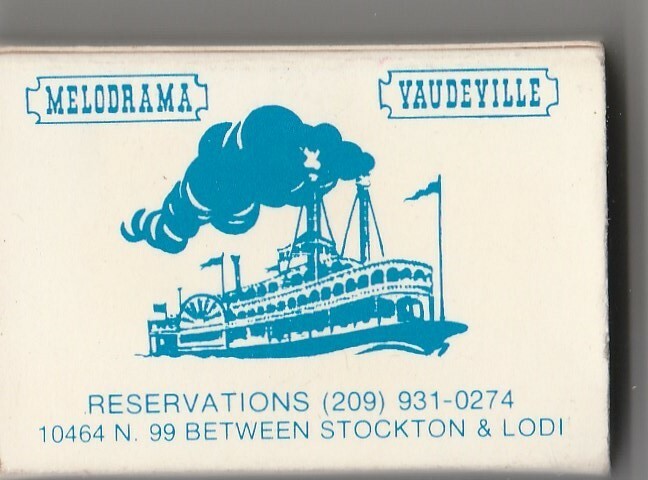 MELODRAMA
VAUDEVILLE
RESERVATIONS (209) 931-0274
10464 N. 99 BETWEEN STOCKTON & LODI